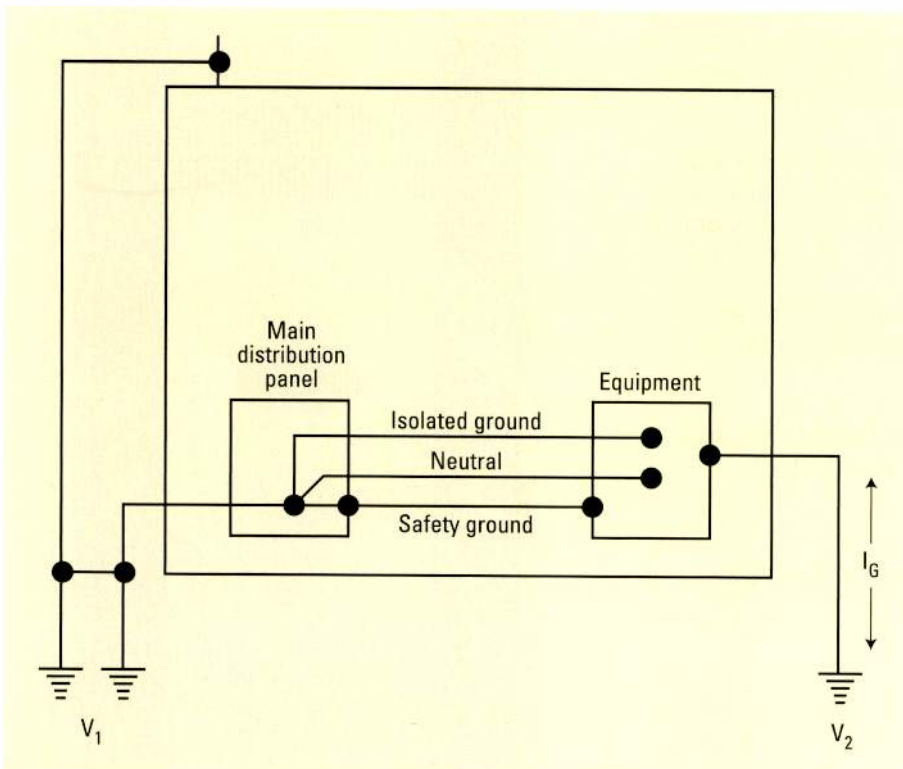 Main
distribution
panel
Equipment
Isolated ground
Neutral
Safety ground
I_G
V_1
V_2